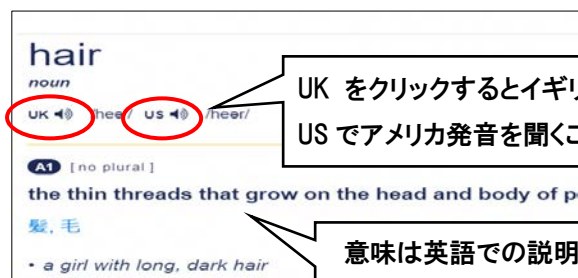 hair
noun
UK /heər/ US /heər/
UK をクリックするとイギリ
US でアメリカ発音を聞くこ
A1 [no plural]
the thin threads that grow on the head and body of p
髪, 毛
• a girl with long, dark hair
意味は英語での説明